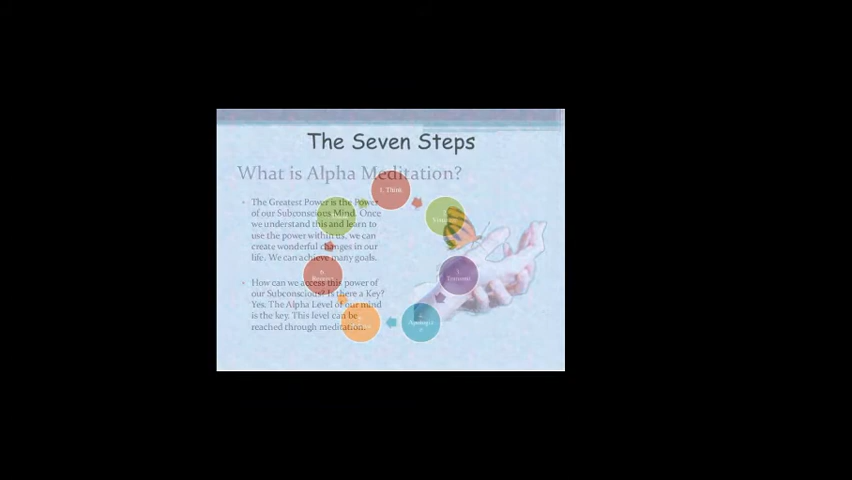 The Seven Steps
What is Alpha Meditation?
1. Think
The Greatest Power is the Power
of our Subconscious Mind. Once
we understand this and learn to
use the power within us, we can
create wonderful changes in our
life. We can achieve many goals.
How can we access this power of
our Subconscious? Is there a Key?
Yes. The Alpha Level of our mind
is the key. This level can be
reached through meditation.
6.